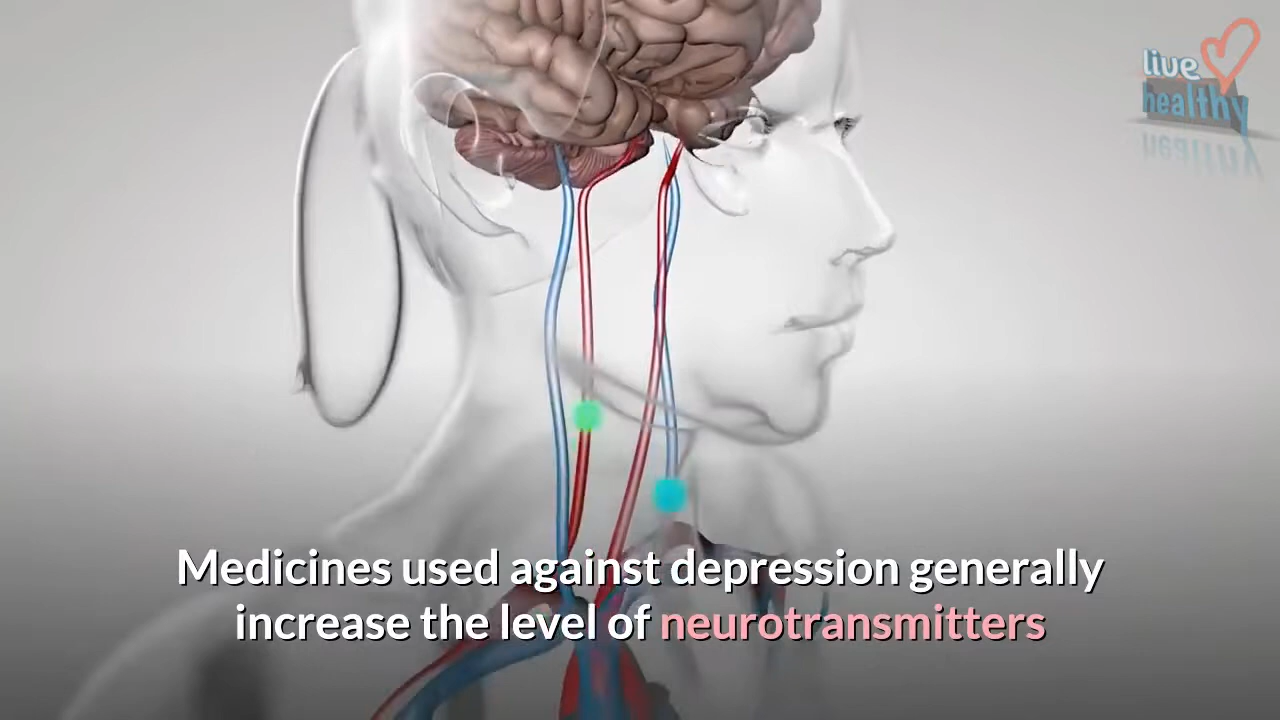 live
healthy
Medicines used against depression generally
increase the level of neurotransmitters